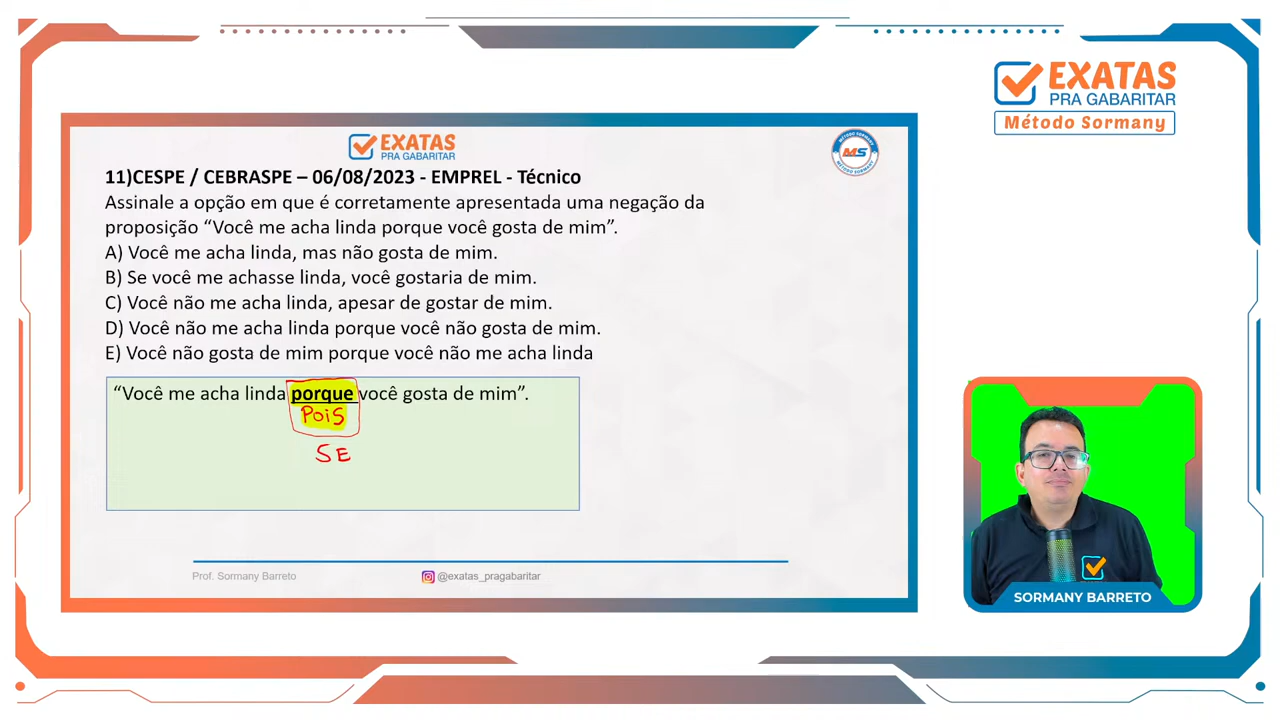 EXATAS
PRA GABARITAR
Método Sormany
EXATAS
PRA GABARITAR
MS
11)CESPE / CEBRASPE – 06/08/2023 - EMPREL - Técnico
Assinale a opção em que é corretamente apresentada uma negação da
proposição “Você me acha linda porque você gosta de mim”.
A) Você me acha linda, mas não gosta de mim.
B) Se você me achasse linda, você gostaria de mim.
C) Você não me acha linda, apesar de gostar de mim.
D) Você não me acha linda porque você não gosta de mim.
E) Você não gosta de mim porque você não me acha linda
“Você me acha linda porque você gosta de mim”.
POiS
SE
Prof. Sormany Barreto
@exatas_pragabaritar
SORMANY BARRETO